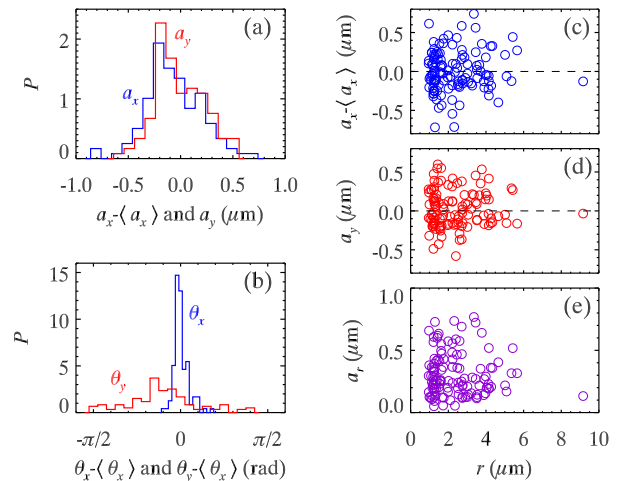 (a)
P
2
1
0
a_y
a_x
-1.0 -0.5 0.0 0.5 1.0
a_x-⟨ a_x ⟩ and a_y (μm)
(b)
P
15
10
5
0
θ_x
θ_y
-π/2 0 π/2
θ_x-⟨ θ_x ⟩ and θ_y-⟨ θ_x ⟩ (rad)
(c)
a_x-⟨ a_x ⟩ (μm)
0.5
0.0
-0.5
(d)
a_y (μm)
0.5
0.0
-0.5
(e)
a_r (μm)
1.0
0.5
0.0
0 2 4 6 8 10
r (μm)